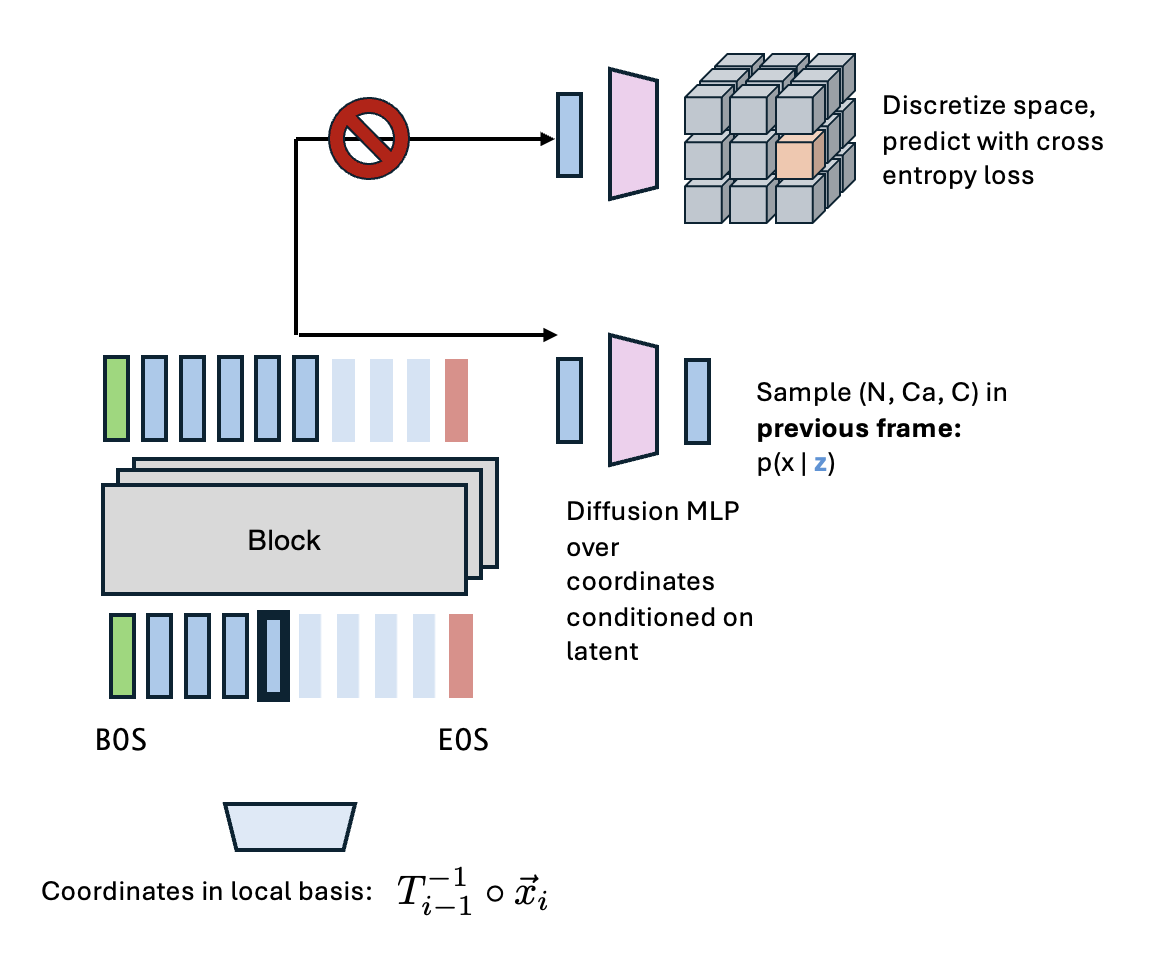 Discretize space,
predict with cross
entropy loss
Sample (N, Ca, C) in
previous frame:
p(x | z)
Block
Diffusion MLP
over
coordinates
conditioned on
latent
BOS
EOS
Coordinates in local basis: T_{i-1}^{-1} ∘ \vec{x}_i